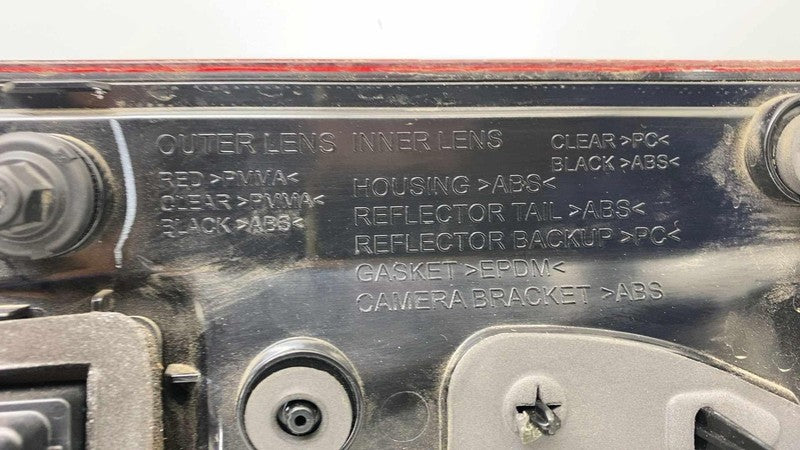 OUTER LENS
RED >PMMA<
CLEAR >PMMA<
BLACK >ABS<
INNER LENS
CLEAR >PC<
BLACK >ABS<
HOUSING >ABS<
REFLECTOR TAIL >ABS<
REFLECTOR BACKUP >PC<
GASKET >EPDM<
CAMERA BRACKET >ABS